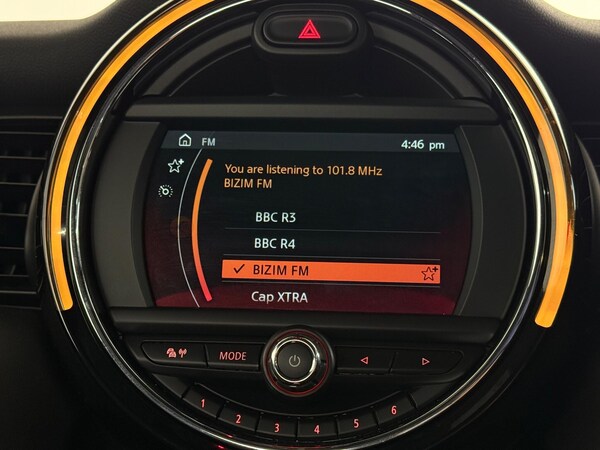 FM
4:46 pm
You are listening to 101.8 MHz
BIZIM FM
BBC R3
BBC R4
BIZIM FM
Cap XTRA
MODE
1 2 3 4 5 6